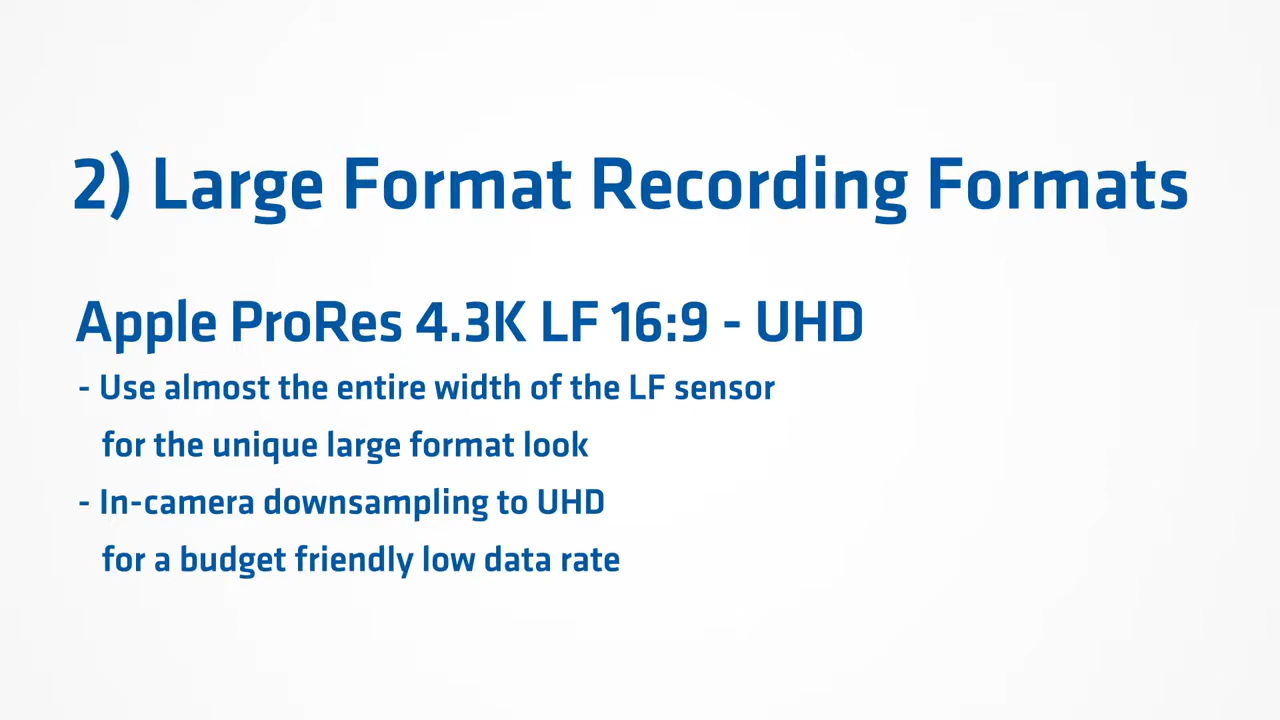 2) Large Format Recording Formats
Apple ProRes 4.3K LF 16:9 - UHD
- Use almost the entire width of the LF sensor
for the unique large format look
- In-camera downsampling to UHD
for a budget friendly low data rate